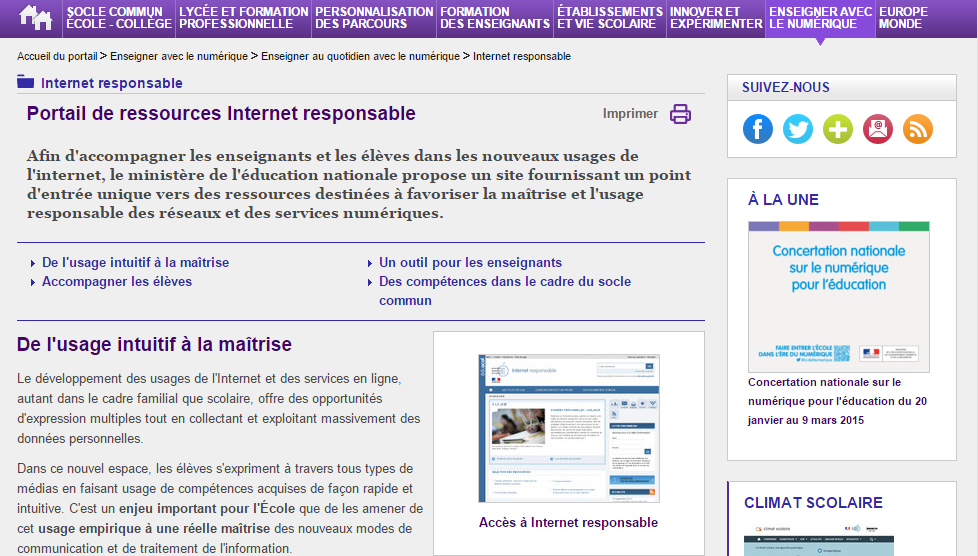 SOCLE COMMUN
ÉCOLE - COLLÈGE
LYCÉE ET FORMATION
PROFESSIONNELLE
PERSONNALISATION
DES PARCOURS
FORMATION
DES ENSEIGNANTS
ÉTABLISSEMENTS
ET VIE SCOLAIRE
INNOVER ET
EXPÉRIMENTER
ENSEIGNER AVEC
LE NUMÉRIQUE
EUROPE
MONDE
Accueil du portail > Enseigner avec le numérique > Enseigner au quotidien avec le numérique > Internet responsable
Internet responsable
Portail de ressources Internet responsable
Imprimer
Afin d'accompagner les enseignants et les élèves dans les nouveaux usages de
l'internet, le ministère de l'éducation nationale propose un site fournissant un point
d'entrée unique vers des ressources destinées à favoriser la maîtrise et l'usage
responsable des réseaux et des services numériques.
De l'usage intuitif à la maîtrise
Accompagner les élèves
Un outil pour les enseignants
Des compétences dans le cadre du socle
commun
De l'usage intuitif à la maîtrise
Le développement des usages de l'Internet et des services en ligne,
autant dans le cadre familial que scolaire, offre des opportunités
d'expression multiples tout en collectant et exploitant massivement des
données personnelles.
Dans ce nouvel espace, les élèves s'expriment à travers tous types de
médias en faisant usage de compétences acquises de façon rapide et
intuitive. C'est un enjeu important pour l'École que de les amener de
cet usage empirique à une réelle maîtrise des nouveaux modes de
communication et de traitement de l'information.
Internet responsable
Accès à Internet responsable
SUIVEZ-NOUS
À LA UNE
Concertation nationale
sur le numérique
pour l'éducation
FAIRE ENTRER L'ÉCOLE
DANS L'ÈRE DU NUMÉRIQUE
Concertation nationale sur le
numérique pour l'éducation du 20
janvier au 9 mars 2015
CLIMAT SCOLAIRE
climat scolaire